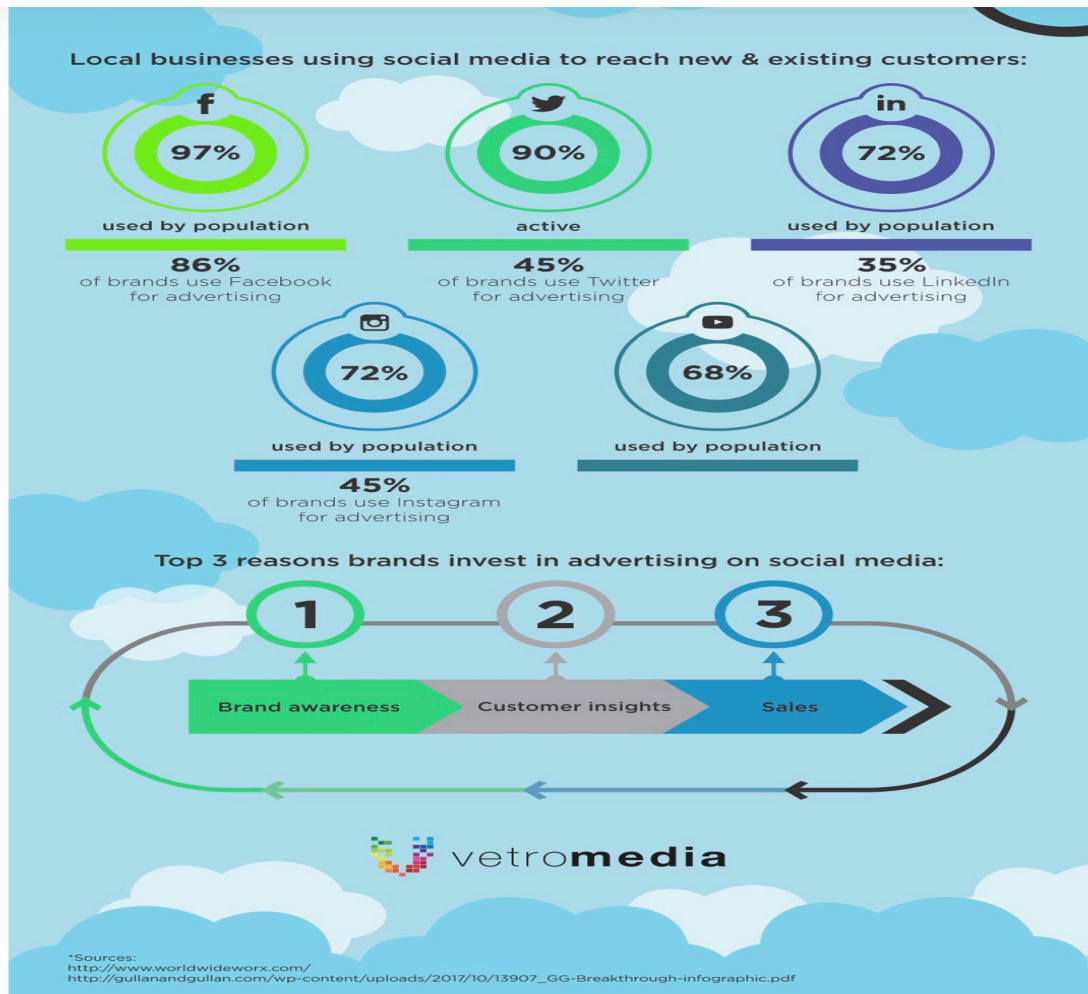 Local businesses using social media to reach new & existing customers:
f
97%
used by population
86%
of brands use Facebook
for advertising
90%
active
45%
of brands use Twitter
for advertising
in
72%
used by population
35%
of brands use LinkedIn
for advertising
72%
used by population
45%
of brands use Instagram
for advertising
68%
used by population
Top 3 reasons brands invest in advertising on social media:
1
2
3
Brand awareness
Customer insights
Sales
vetromedia
*Sources:
http://www.worldwideworx.com/
http://gullanandgullan.com/wp-content/uploads/2017/10/13907_GG-Breakthrough-infographic.pdf